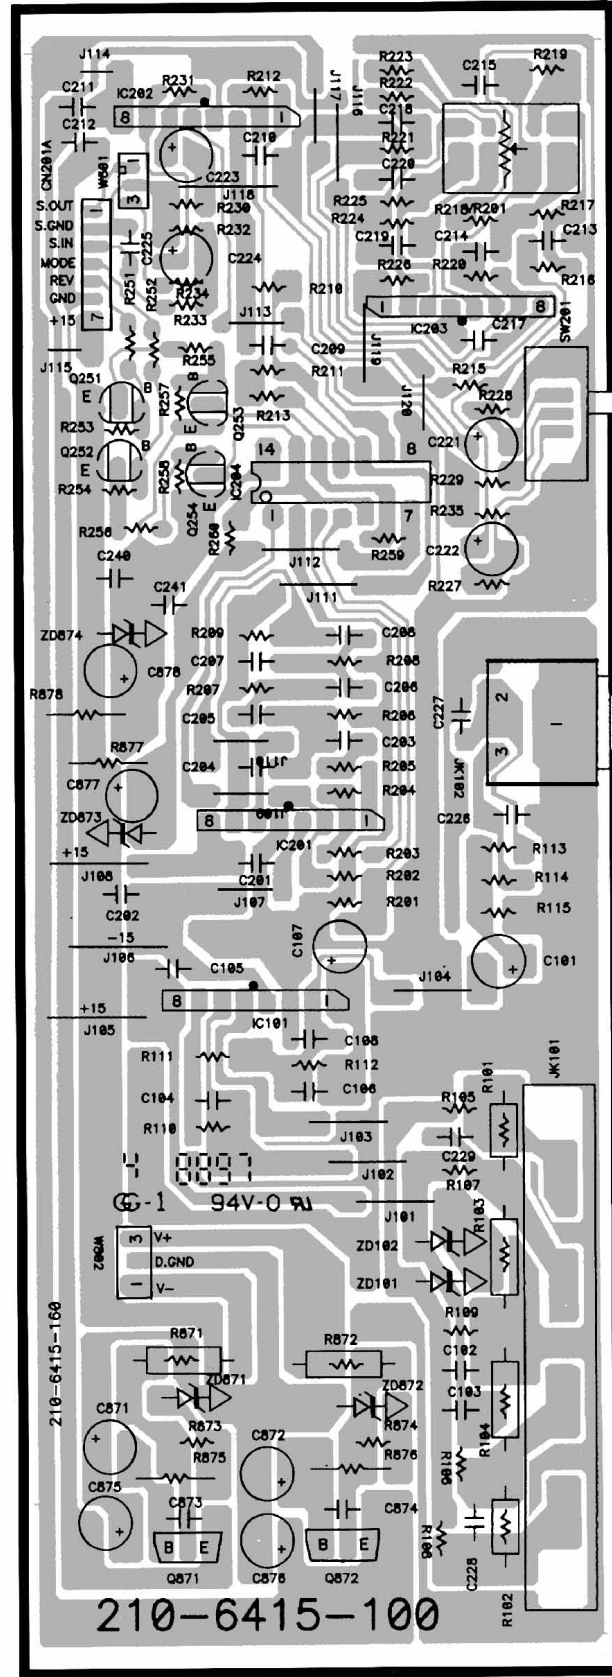 J114
C211
C212
R231
IC202
8
1
R212
J117
J116
R223
R222
C218
R221
C220
C215
R219
CN201A
W601
1
3
C223
C210
J118
R230
R232
C224
C225
R251
R252
R234
R233
S.OUT
S.GND
S.IN
MODE
REV
GND
+15
1
7
R225
R224
C219
R226
R218
VR201
C214
R220
R217
C213
R216
R210
J113
1
IC203
8
C217
SW201
J115
R255
C209
R211
R213
J119
J120
R215
R228
Q251
B
E
R253
R257
B
E
Q253
Q252
B
E
R254
R258
E
Q254
IC204
14
8
1
7
C221
R229
R235
C222
R227
R256
C240
R260
R259
J112
J111
C241
ZD874
C878
R209
C207
R207
C205
C208
R208
C206
R206
C203
R205
R204
C227
2
3
1
JK102
R878
R877
C877
C204
J110
J109
ZD873
8
1
IC201
C226
+15
J108
C201
J107
R203
R202
R201
R113
R114
R115
C202
-15
J106
C105
C107
C101
8
1
IC101
J104
+15
J105
R111
C108
R112
C106
C104
R110
J103
R101
JK101
R105
C229
R107
J102
J101
R103
GG-1
94V-0
W802
3
1
V+
D.GND
V-
ZD102
ZD101
R109
C102
C103
R104
210-6415-160
R871
R872
ZD871
ZD872
C871
R873
R875
C872
R874
R876
R106
C875
C873
C874
R108
C228
B E
Q871
C876
B E
Q872
R102
210-6415-100